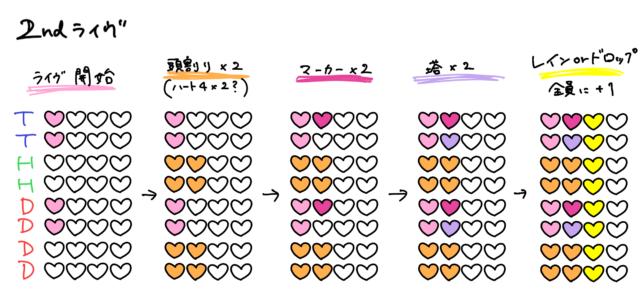 2ndライヴ
ライヴ開始
頭割り×2
(ハート4×2?)
マーカー×2
塔×2
レインorドロップ
全員に+1
T
T
H
H
D
D
D
D